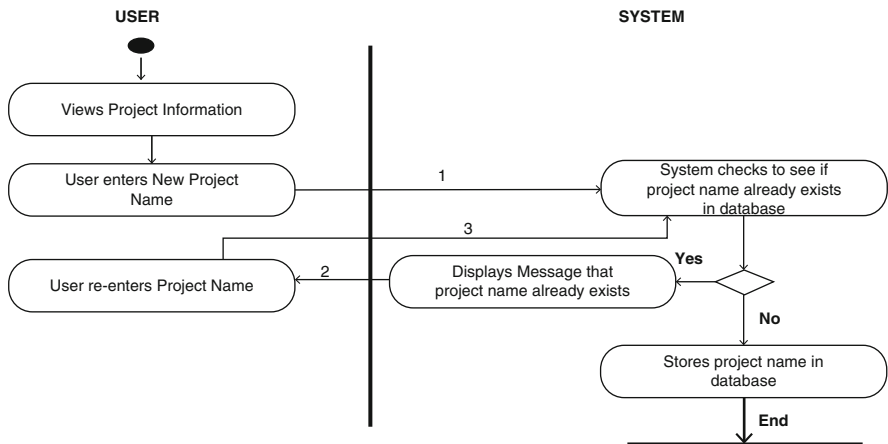 USER
SYSTEM
Views Project Information
User enters New Project
Name
1
System checks to see if
project name already exists
in database
3
User re-enters Project Name
2
Displays Message that
project name already exists
Yes
No
Stores project name in
database
End